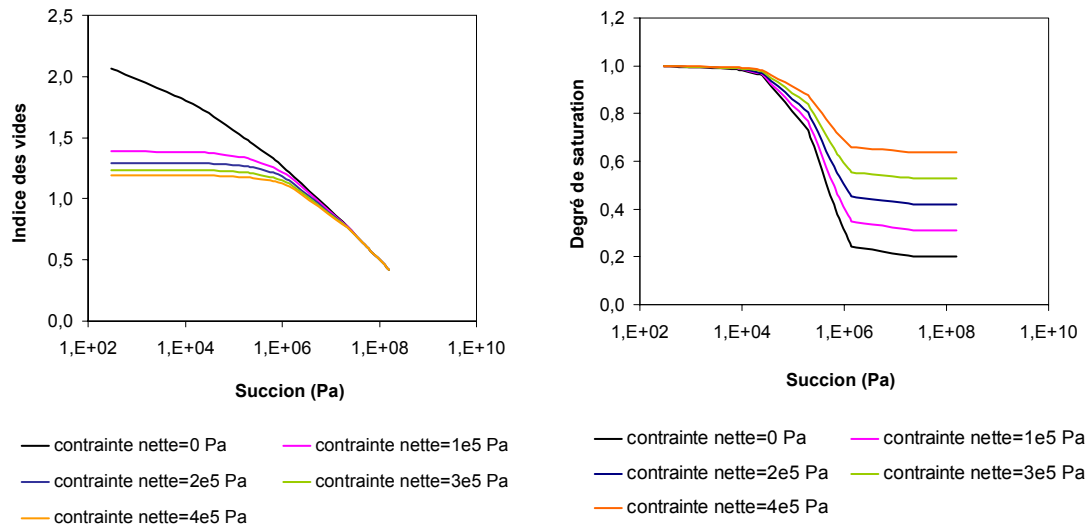 2,5
2,0
1,5
1,0
0,5
0,0
Indice des vides
1,E+02 1,E+04 1,E+06 1,E+08 1,E+10
Succion (Pa)
contrainte nette=0 Pa contrainte nette=1e5 Pa
contrainte nette=2e5 Pa contrainte nette=3e5 Pa
contrainte nette=4e5 Pa
1,2
1,0
0,8
0,6
0,4
0,2
0,0
Degré de saturation
1,E+02 1,E+04 1,E+06 1,E+08 1,E+10
Succion (Pa)
contrainte nette=0 Pa contrainte nette=1e5 Pa
contrainte nette=2e5 Pa contrainte nette=3e5 Pa
contrainte nette=4e5 Pa